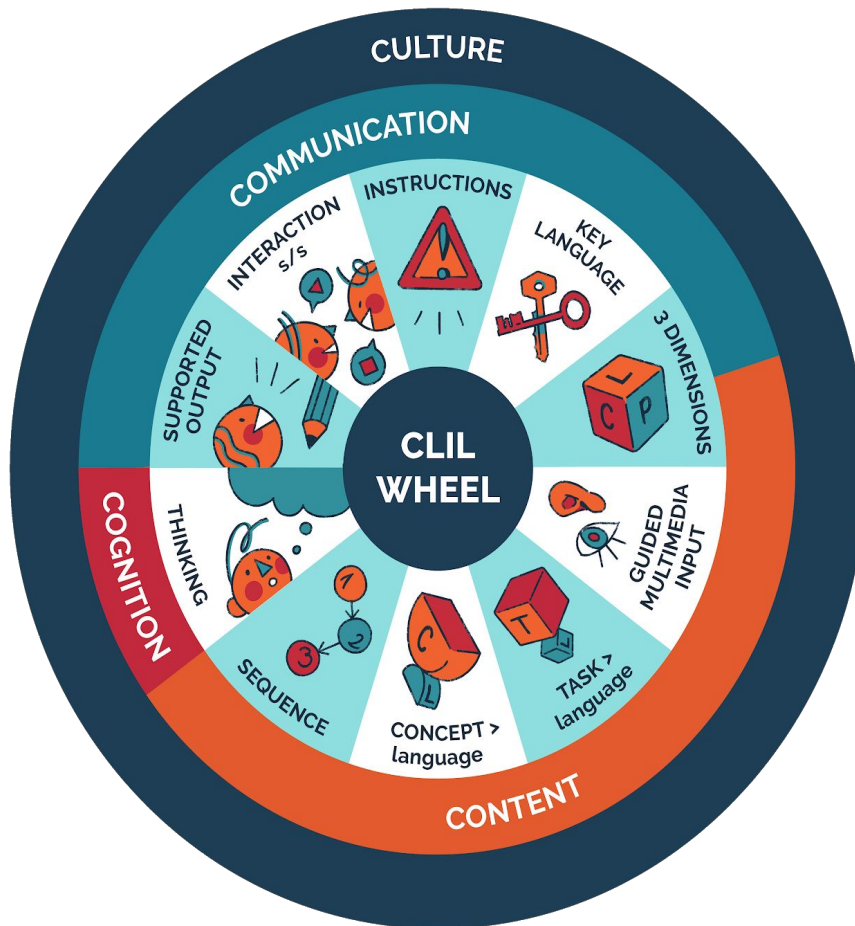 CULTURE
COMMUNICATION
INSTRUCTIONS
KEY
LANGUAGE
3 DIMENSIONS
L
C P
GUIDED
MULTIMEDIA
INPUT
TASK >
language
T
L
CONCEPT >
language
C
L
SEQUENCE
1
2
3
THINKING
SUPPORTED
OUTPUT
INTERACTION
s/s
COGNITION
CONTENT
CLIL
WHEEL